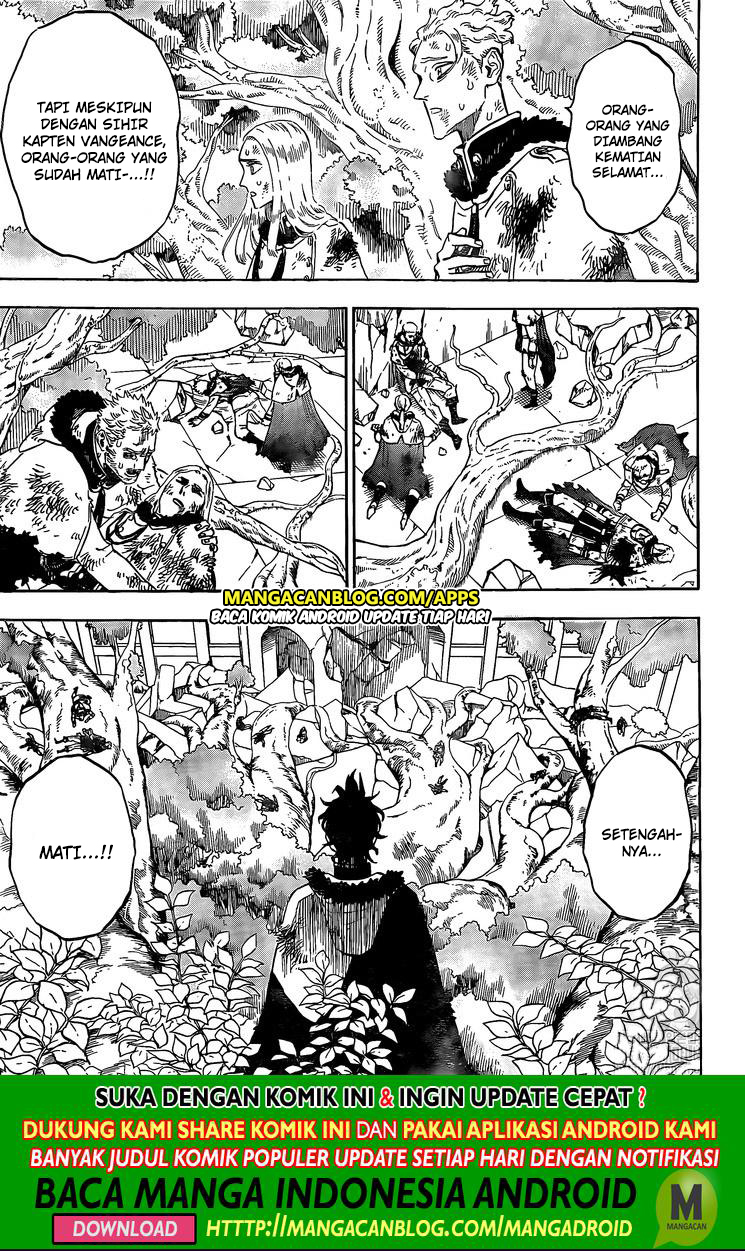 ORANG-
ORANG YANG
DIAMBANG
KEMATIAN
SELAMAT...
TAPI MESKIPUN
DENGAN SIHIR
KAPTEN VANGEANCE,
ORANG-ORANG YANG
SUDAH MATI-...!!
MANGACANBLOG.COM/APPS
BACA KOMIK ANDROID UPDATE TIAP HARI
SETENGAH-
NYA...
MATI...!!
SUKA DENGAN KOMIK INI & INGIN UPDATE CEPAT ?
DUKUNG KAMI SHARE KOMIK INI DAN PAKAI APLIKASI ANDROID KAMI
BANYAK JUDUL KOMIK POPULER UPDATE SETIAP HARI DENGAN NOTIFIKASI
BACA MANGA INDONESIA ANDROID
DOWNLOAD HTTTP://MANGACANBLOG.COM/MANGADROID
M
MANGACAN